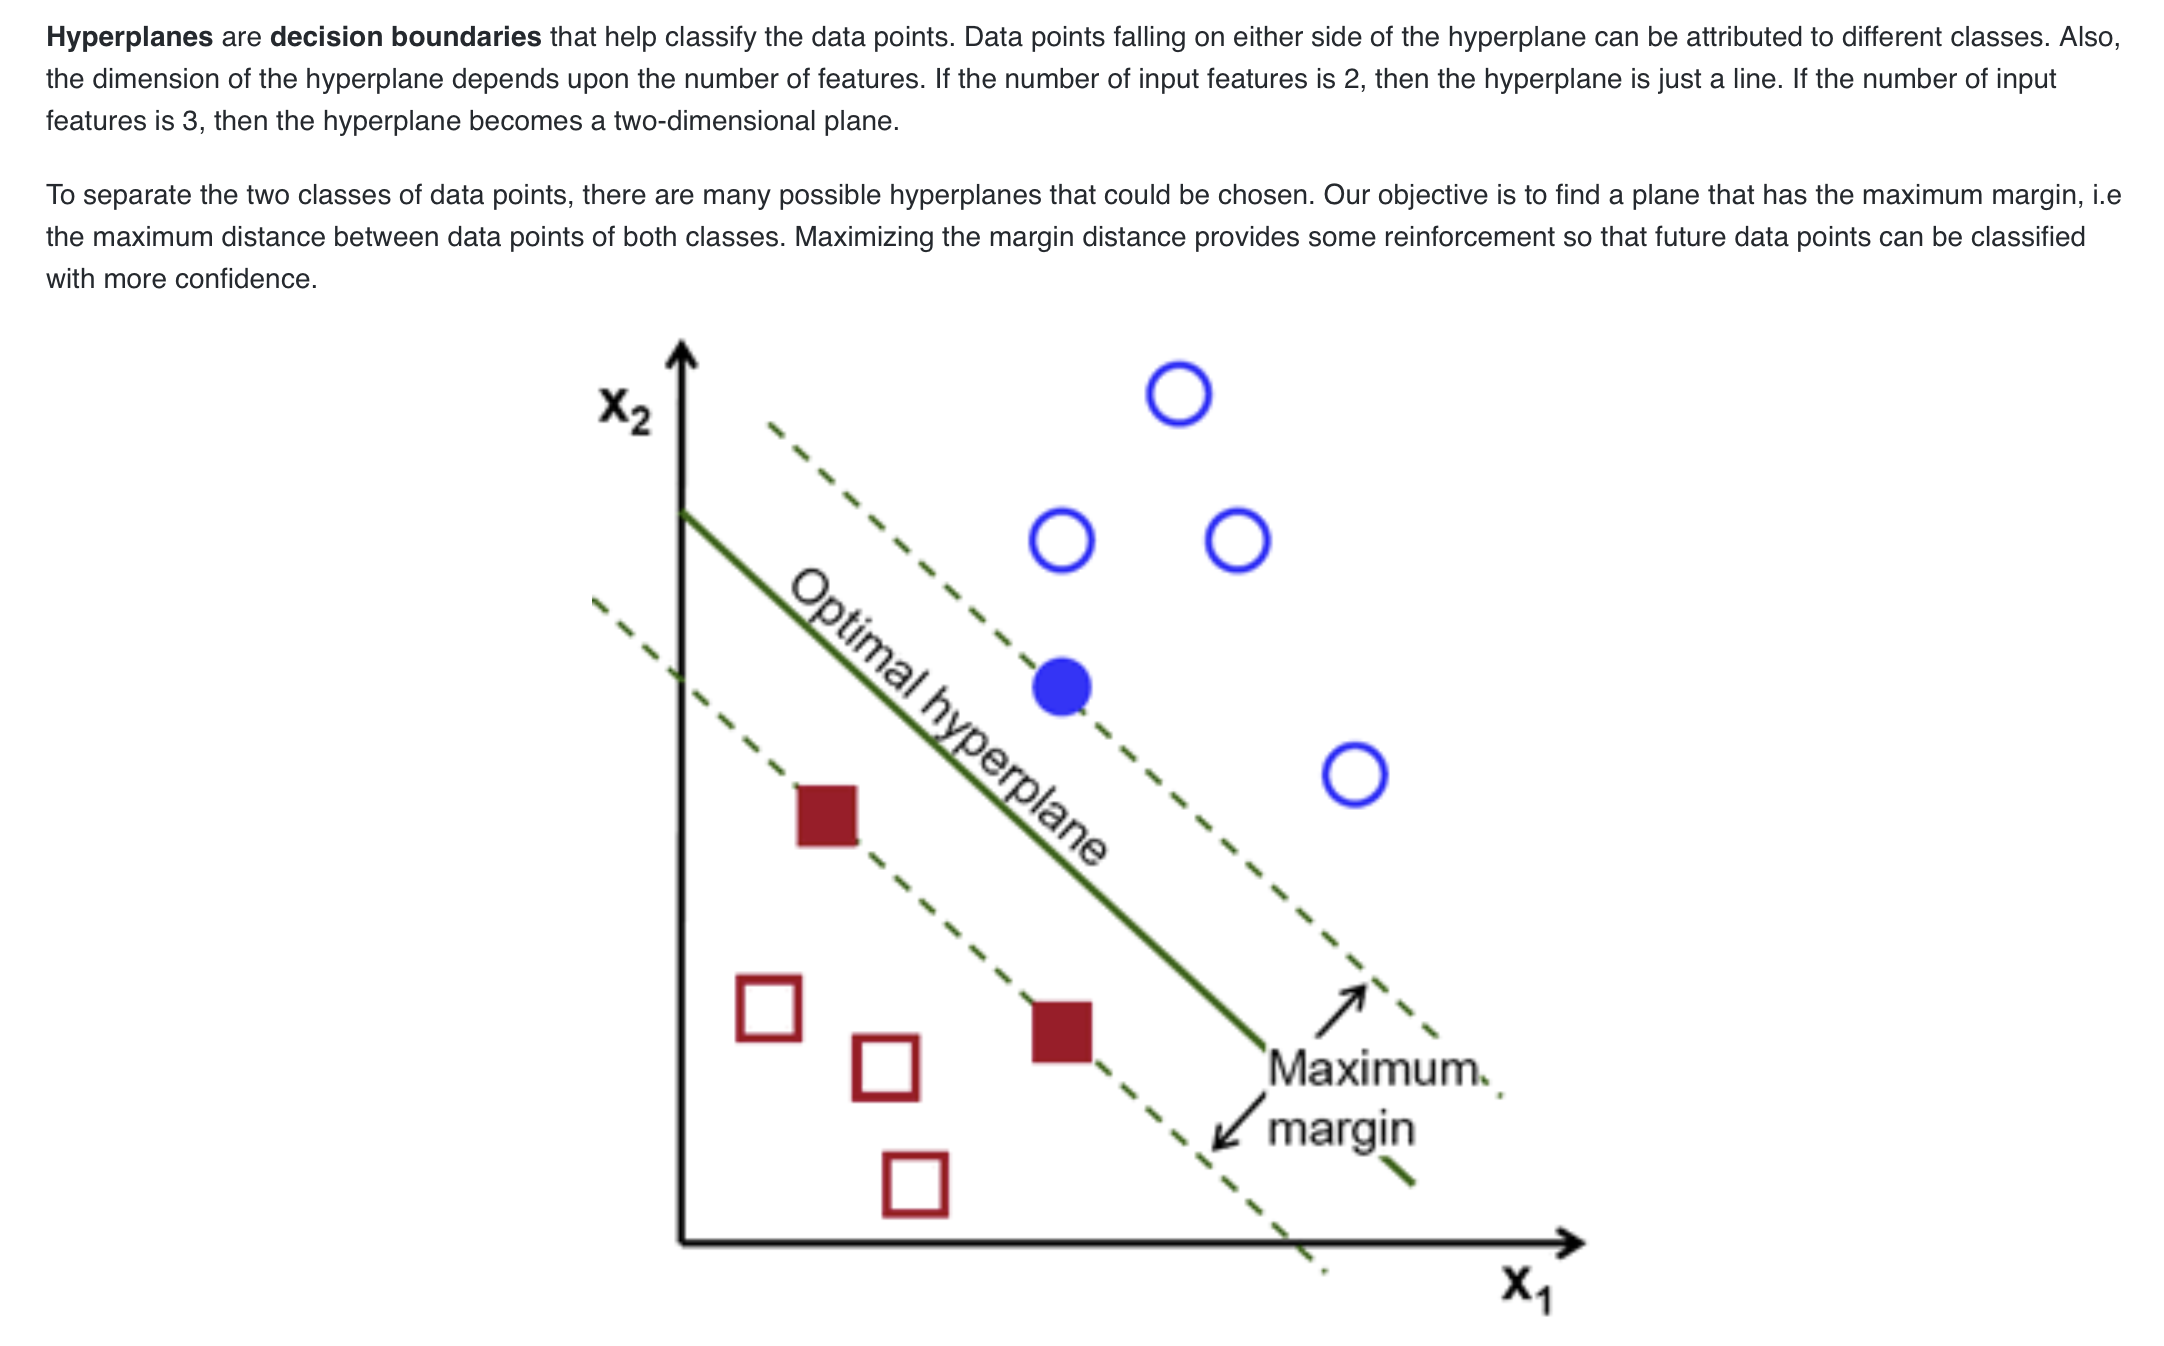 Hyperplanes are decision boundaries that help classify the data points. Data points falling on either side of the hyperplane can be attributed to different classes. Also,
the dimension of the hyperplane depends upon the number of features. If the number of input features is 2, then the hyperplane is just a line. If the number of input
features is 3, then the hyperplane becomes a two-dimensional plane.
To separate the two classes of data points, there are many possible hyperplanes that could be chosen. Our objective is to find a plane that has the maximum margin, i.e
the maximum distance between data points of both classes. Maximizing the margin distance provides some reinforcement so that future data points can be classified
with more confidence.
x₂
Optimal hyperplane
Maximum
margin
x₁